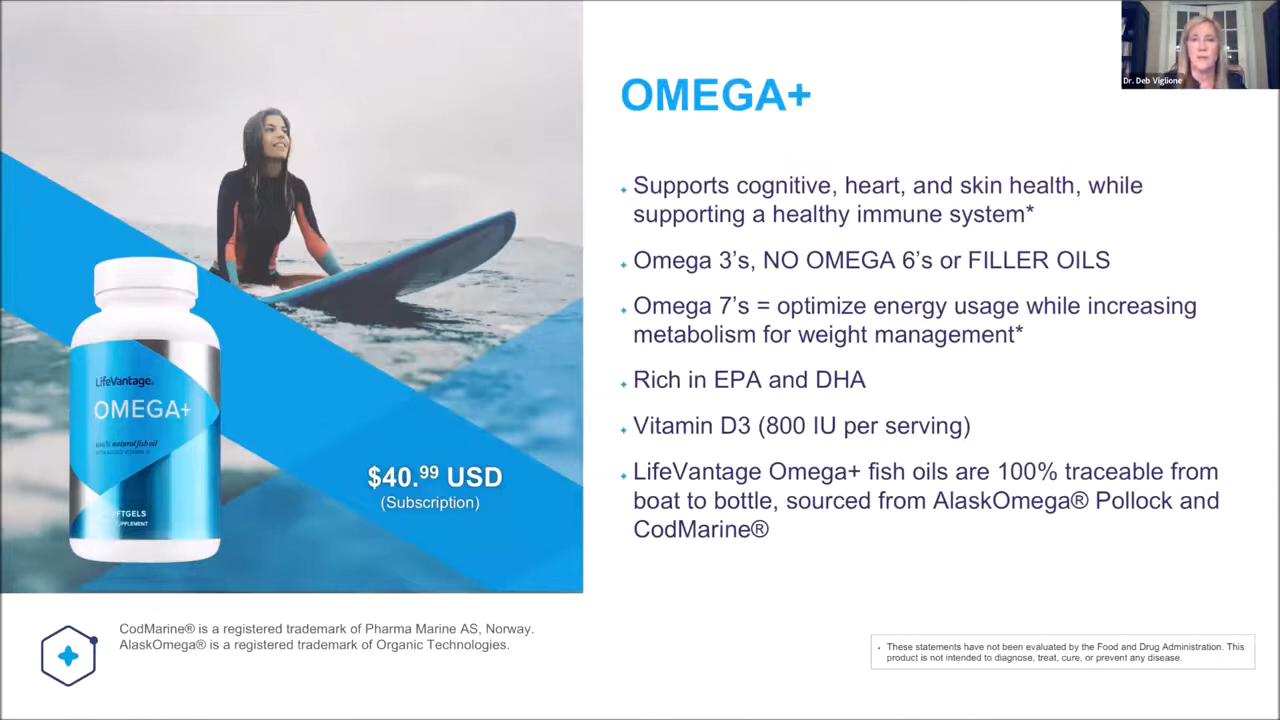 Dr. Deb Viglione
OMEGA+
Supports cognitive, heart, and skin health, while
supporting a healthy immune system*
Omega 3’s, NO OMEGA 6’s or FILLER OILS
Omega 7’s = optimize energy usage while increasing
metabolism for weight management*
Rich in EPA and DHA
Vitamin D3 (800 IU per serving)
LifeVantage Omega+ fish oils are 100% traceable from
boat to bottle, sourced from AlaskOmega® Pollock and
CodMarine®
LifeVantage®
OMEGA+
100% natural fish oil
$40.99 USD
(Subscription)
CodMarine® is a registered trademark of Pharma Marine AS, Norway.
AlaskOmega® is a registered trademark of Organic Technologies.
These statements have not been evaluated by the Food and Drug Administration. This
product is not intended to diagnose, treat, cure, or prevent any disease.